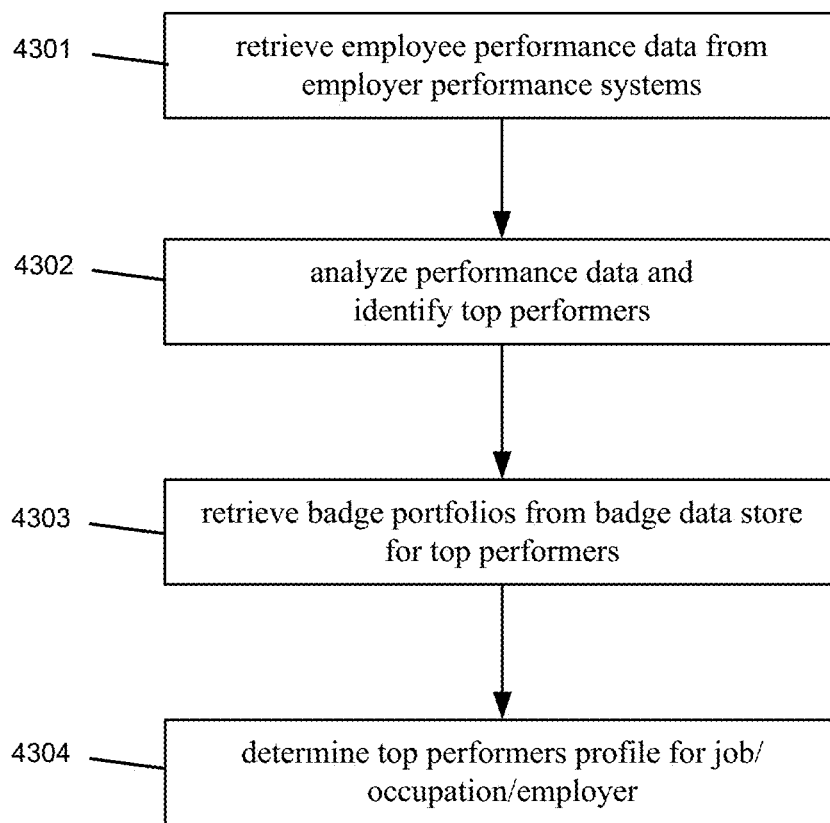 4301
retrieve employee performance data from
employer performance systems
4302
analyze performance data and
identify top performers
4303
retrieve badge portfolios from badge data store
for top performers
4304
determine top performers profile for job/
occupation/employer